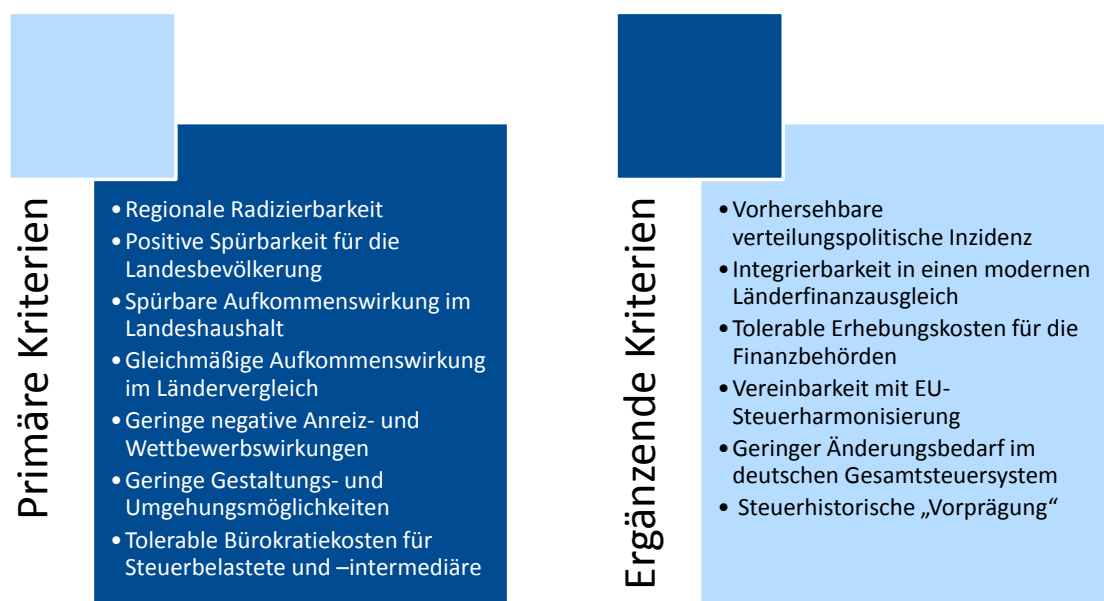 Primäre Kriterien
• Regionale Radizierbarkeit
• Positive Spürbarkeit für die
Landesbevölkerung
• Spürbare Aufkommenswirkung im
Landeshaushalt
• Gleichmäßige Aufkommenswirkung
im Ländervergleich
• Geringe negative Anreiz- und
Wettbewerbswirkungen
• Geringe Gestaltungs- und
Umgehungsmöglichkeiten
• Tolerable Bürokratiekosten für
Steuerbelastete und –intermediäre
Ergänzende Kriterien
• Vorhersehbare
verteilungspolitische Inzidenz
• Integrierbarkeit in einen modernen
Länderfinanzausgleich
• Tolerable Erhebungskosten für die
Finanzbehörden
• Vereinbarkeit mit EU-
Steuerharmonisierung
• Geringer Änderungsbedarf im
deutschen Gesamtsteuersystem
• Steuerhistorische „Vorprägung“